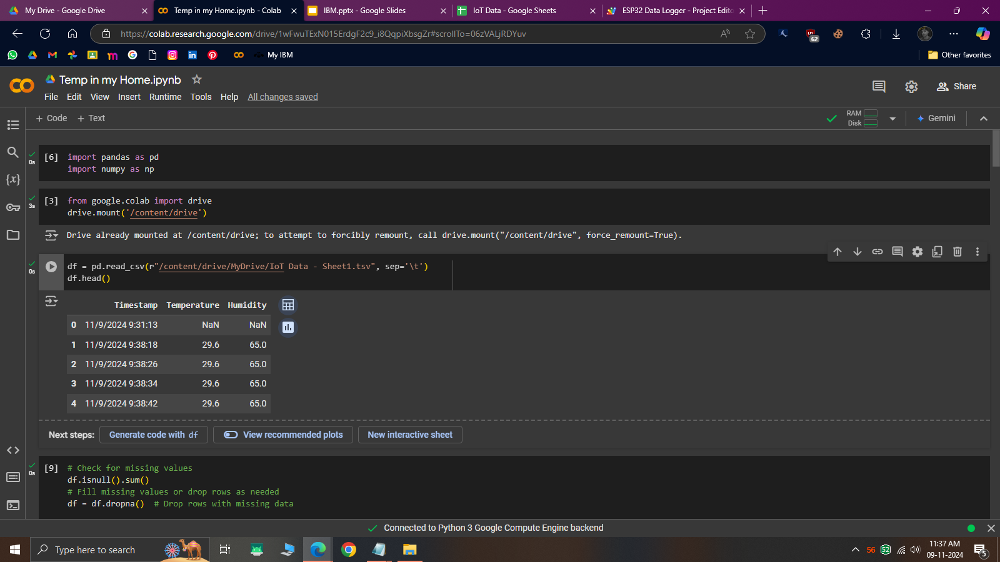 My Drive - Google Drive
Temp in my Home.ipynb - Colab
IBM.pptx - Google Slides
IoT Data - Google Sheets
ESP32 Data Logger - Project Edito
https://colab.research.google.com/drive/1wFwuTExN015ErdgF2c9_i8QqpiXbsgZr#scrollTo=06zVALjRDYuv
62
My IBM
Other favorites
Temp in my Home.ipynb
File Edit View Insert Runtime Tools Help All changes saved
Share
+ Code + Text
RAM
Disk
Gemini
[6] import pandas as pd
import numpy as np
0s
[3] from google.colab import drive
drive.mount('/content/drive')
3s
Drive already mounted at /content/drive; to attempt to forcibly remount, call drive.mount("/content/drive", force_remount=True).
df = pd.read_csv(r"/content/drive/MyDrive/IoT Data - Sheet1.tsv", sep='\t')
df.head()
0s
Timestamp Temperature Humidity
0 11/9/2024 9:31:13 NaN NaN
1 11/9/2024 9:38:18 29.6 65.0
2 11/9/2024 9:38:26 29.6 65.0
3 11/9/2024 9:38:34 29.6 65.0
4 11/9/2024 9:38:42 29.6 65.0
Next steps: Generate code with df View recommended plots New interactive sheet
[9] # Check for missing values
0s
df.isnull().sum()
# Fill missing values or drop rows as needed
df = df.dropna() # Drop rows with missing data
Connected to Python 3 Google Compute Engine backend
Type here to search
56
52
11:37 AM
09-11-2024
5